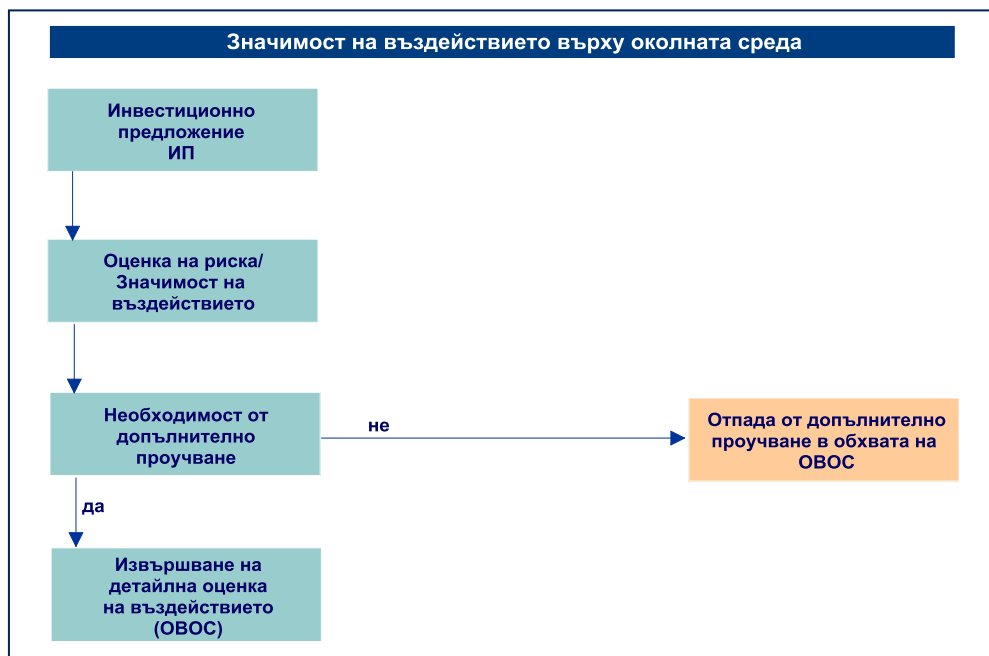 Значимост на въздействието върху околната среда
Инвестиционно
предложение
ИП
Оценка на риска/
Значимост на
въздействието
Необходимост от
допълнително
проучване
не
Отпада от допълнително
проучване в обхвата на
ОВОС
да
Извършване на
детайлна оценка
на въздействието
(ОВОС)